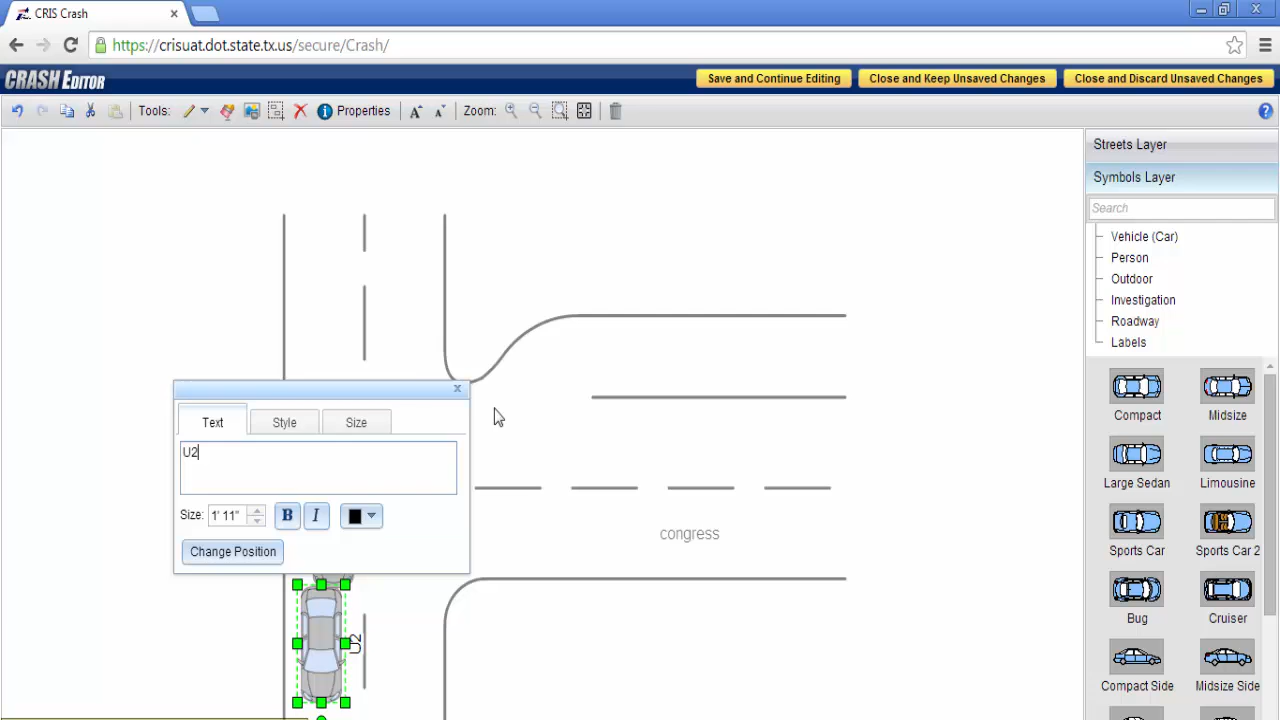 CRIS Crash
https://crisuat.dot.state.tx.us/secure/Crash/
CRASH EDITOR
Save and Continue Editing
Close and Keep Unsaved Changes
Close and Discard Unsaved Changes
Tools:
Properties
A
A
Zoom:
?
Streets Layer
Symbols Layer
Search
Vehicle (Car)
Person
Outdoor
Investigation
Roadway
Labels
Compact
Midsize
Large Sedan
Limousine
Sports Car
Sports Car 2
Bug
Cruiser
Compact Side
Midsize Side
Text
Style
Size
U2
Size:
1' 11"
B
I
Change Position
congress
U2